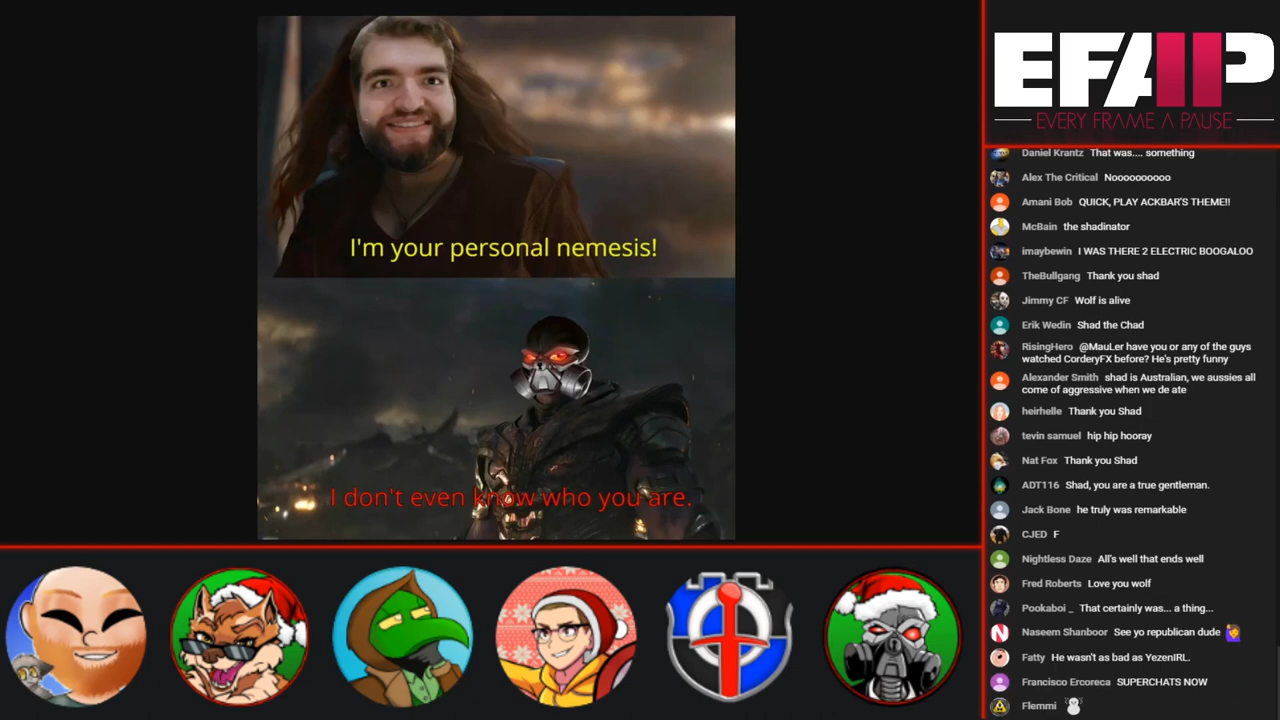 I'm your personal nemesis!
I don't even know who you are.
EFAP
EVERY FRAME A PAUSE
Daniel Krantz That was.... something
Alex The Critical Noooooooooo
Amani Bob QUICK, PLAY ACKBAR'S THEME!!
McBain the shadinator
imaybewin I WAS THERE 2 ELECTRIC BOOGALOO
TheBullgang Thank you shad
Jimmy CF Wolf is alive
Erik Wedin Shad the Chad
RisingHero @MauLer have you or any of the guys
watched CorderyFX before? He's pretty funny
Alexander Smith shad is Australian, we aussies all
come of aggressive when we de ate
heirhelle Thank you Shad
tevin samuel hip hip hooray
Nat Fox Thank you Shad
ADT116 Shad, you are a true gentleman.
Jack Bone he truly was remarkable
CJED F
Nightless Daze All's well that ends well
Fred Roberts Love you wolf
Pookaboi _ That certainly was... a thing...
Naseem Shanboor See yo republican dude
Fatty He wasn't as bad as YezenIRL.
Francisco Ercoreca SUPERCHATS NOW
Flemmi